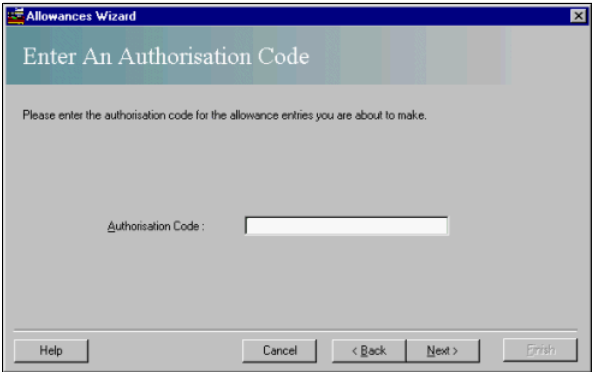 Allowances Wizard
Enter An Authorisation Code
Please enter the authorisation code for the allowance entries you are about to make.
Authorisation Code :
Help Cancel < Back Next > Finish